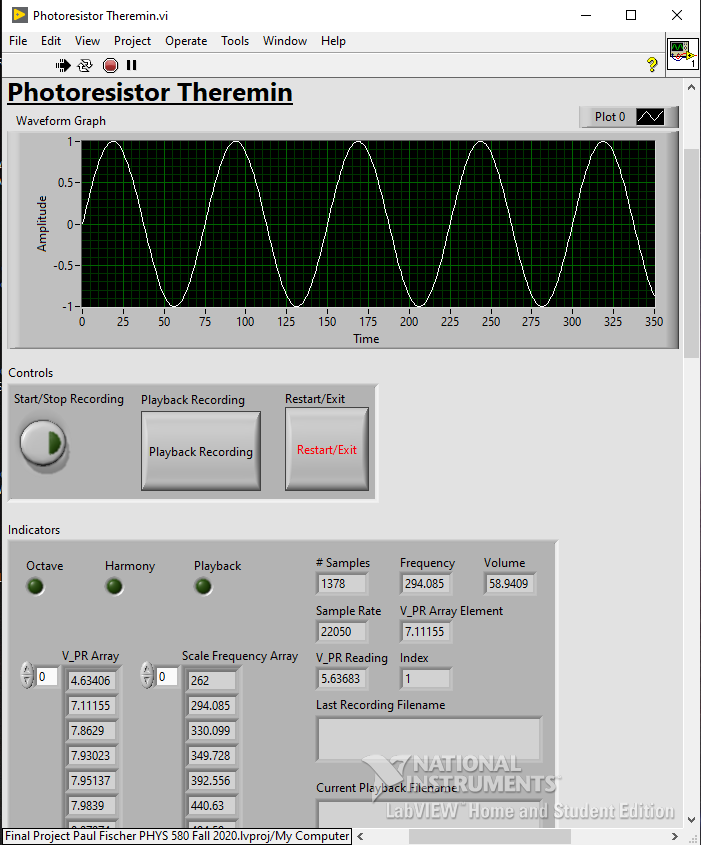 Photoresistor Theremin.vi
File Edit View Project Operate Tools Window Help
1
Photoresistor Theremin
Waveform Graph
Plot 0
Amplitude
1
0.5
0
-0.5
-1
0 25 50 75 100 125 150 175 200 225 250 275 300 325 350
Time
Controls
Start/Stop Recording
Playback Recording
Playback Recording
Restart/Exit
Restart/Exit
Indicators
Octave Harmony Playback
# Samples Frequency Volume
1378 294.085 58.9409
Sample Rate V_PR Array Element
22050 7.11155
V_PR Reading Index
5.63683 1
Last Recording Filename
Current Playback Filename
V_PR Array
0
4.63406
7.11155
7.8629
7.93023
7.95137
7.9839
Scale Frequency Array
0
262
294.085
330.099
349.728
392.556
440.63
NATIONAL
INSTRUMENTS
LabVIEW™ Home and Student Edition
Final Project Paul Fischer PHYS 580 Fall 2020.lvproj/My Computer